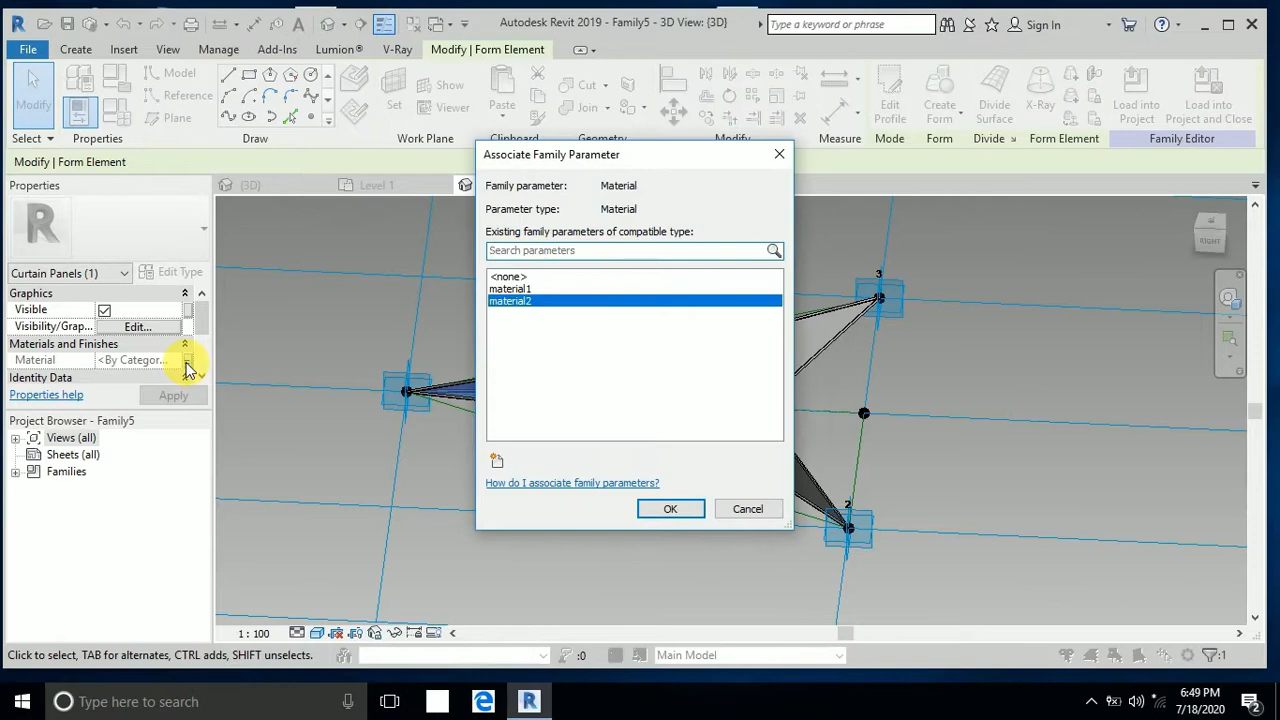 Autodesk Revit 2019 - Family5 - 3D View: {3D}
Type a keyword or phrase
Sign In
File
Create
Insert
View
Manage
Add-Ins
Lumion®
V-Ray
Modify | Form Element
Modify
Model
Reference
Plane
Set
Show
Viewer
Paste
Cut
Join
Edit
Profile
Create
Form
Divide
Surface
X-Ray
Load into
Project
Load into
Project and Close
Select
Properties
Draw
Work Plane
Clipboard
Geometry
Modify
Measure
Mode
Form
Divide
Form Element
Family Editor
Modify | Form Element
Properties
{3D}
Level 1
Curtain Panels (1)
Edit Type
Graphics
Visible
Visibility/Grap...
Edit...
Materials and Finishes
Material
<By Categor...
Identity Data
Properties help
Apply
Project Browser - Family5
Views (all)
Sheets (all)
Families
Associate Family Parameter
Family parameter:
Material
Parameter type:
Material
Existing family parameters of compatible type:
Search parameters
<none>
material1
material2
How do I associate family parameters?
OK
Cancel
3
2
RIGHT
1 : 100
Click to select, TAB for alternates, CTRL adds, SHIFT unselects.
:0
Main Model
:1
Type here to search
6:49 PM
7/18/2020
2